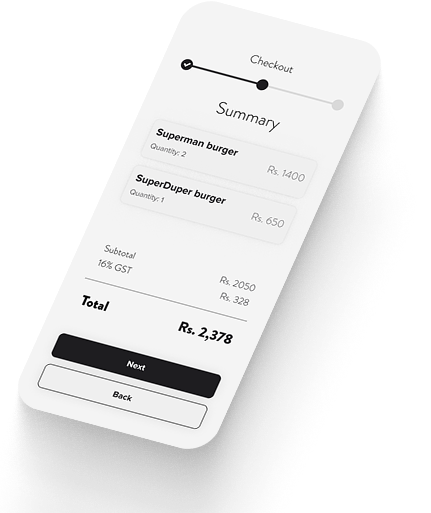 Checkout
Summary
Superman burger
Quantity: 2
Rs. 1400
SuperDuper burger
Quantity: 1
Rs. 650
Subtotal
Rs. 2050
16% GST
Rs. 328
Total
Rs. 2,378
Next
Back